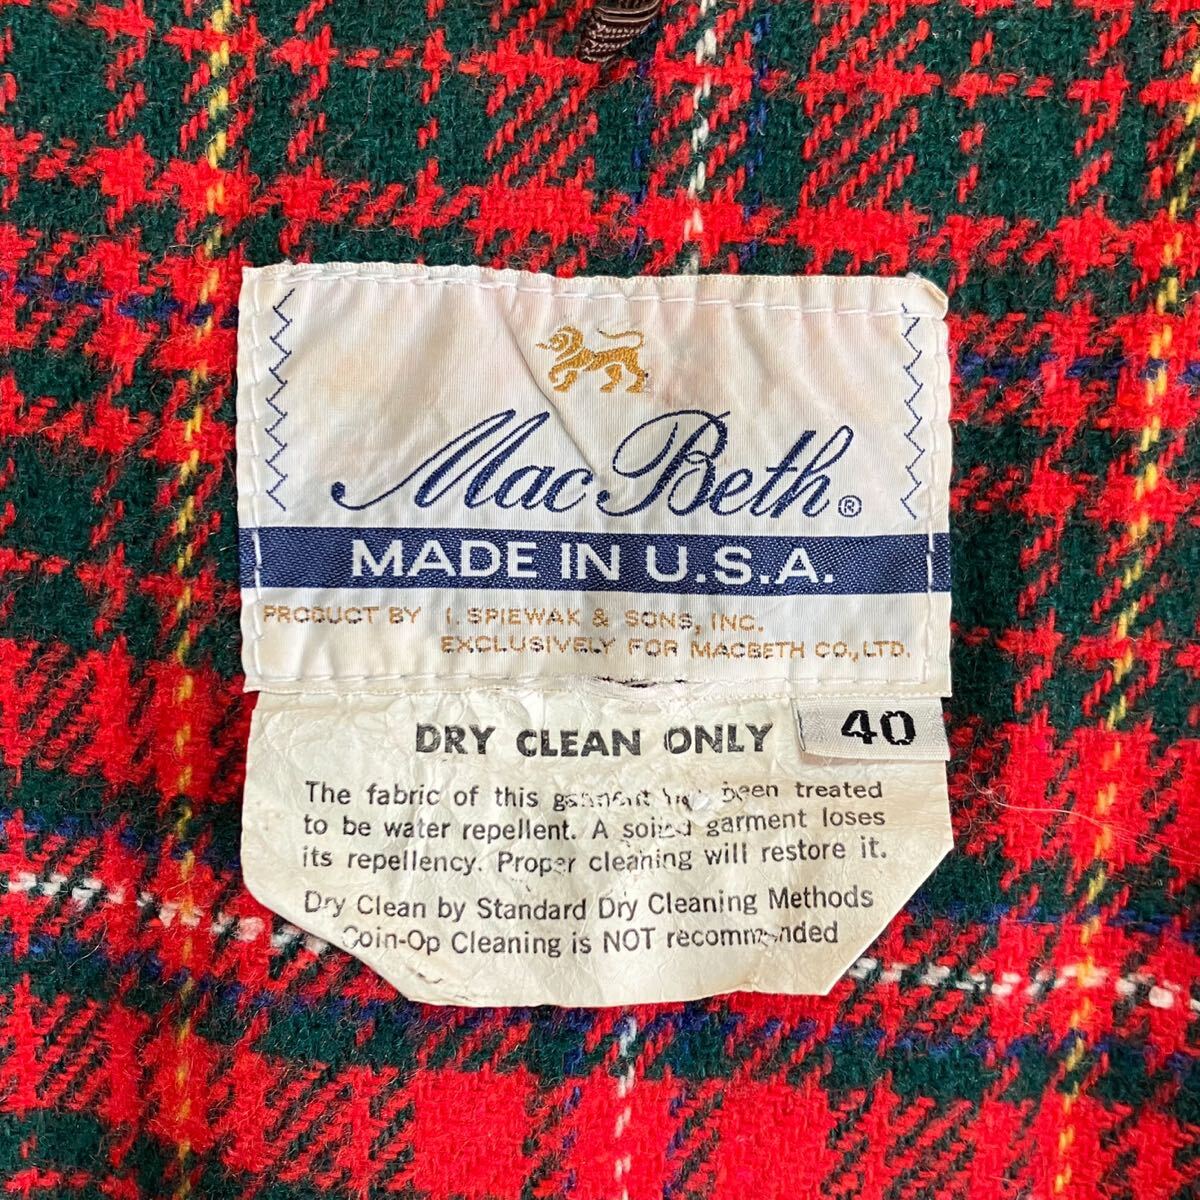 Mac Beth®
MADE IN U.S.A.
PRODUCT BY I. SPIEWAK & SONS, INC.
EXCLUSIVELY FOR MACBETH CO., LTD.
DRY CLEAN ONLY
40
The fabric of this garment been treated
to be water repellent. A soiled garment loses
its repellency. Proper cleaning will restore it.
Dry Clean by Standard Dry Cleaning Methods
Coin-Op Cleaning is NOT recommended